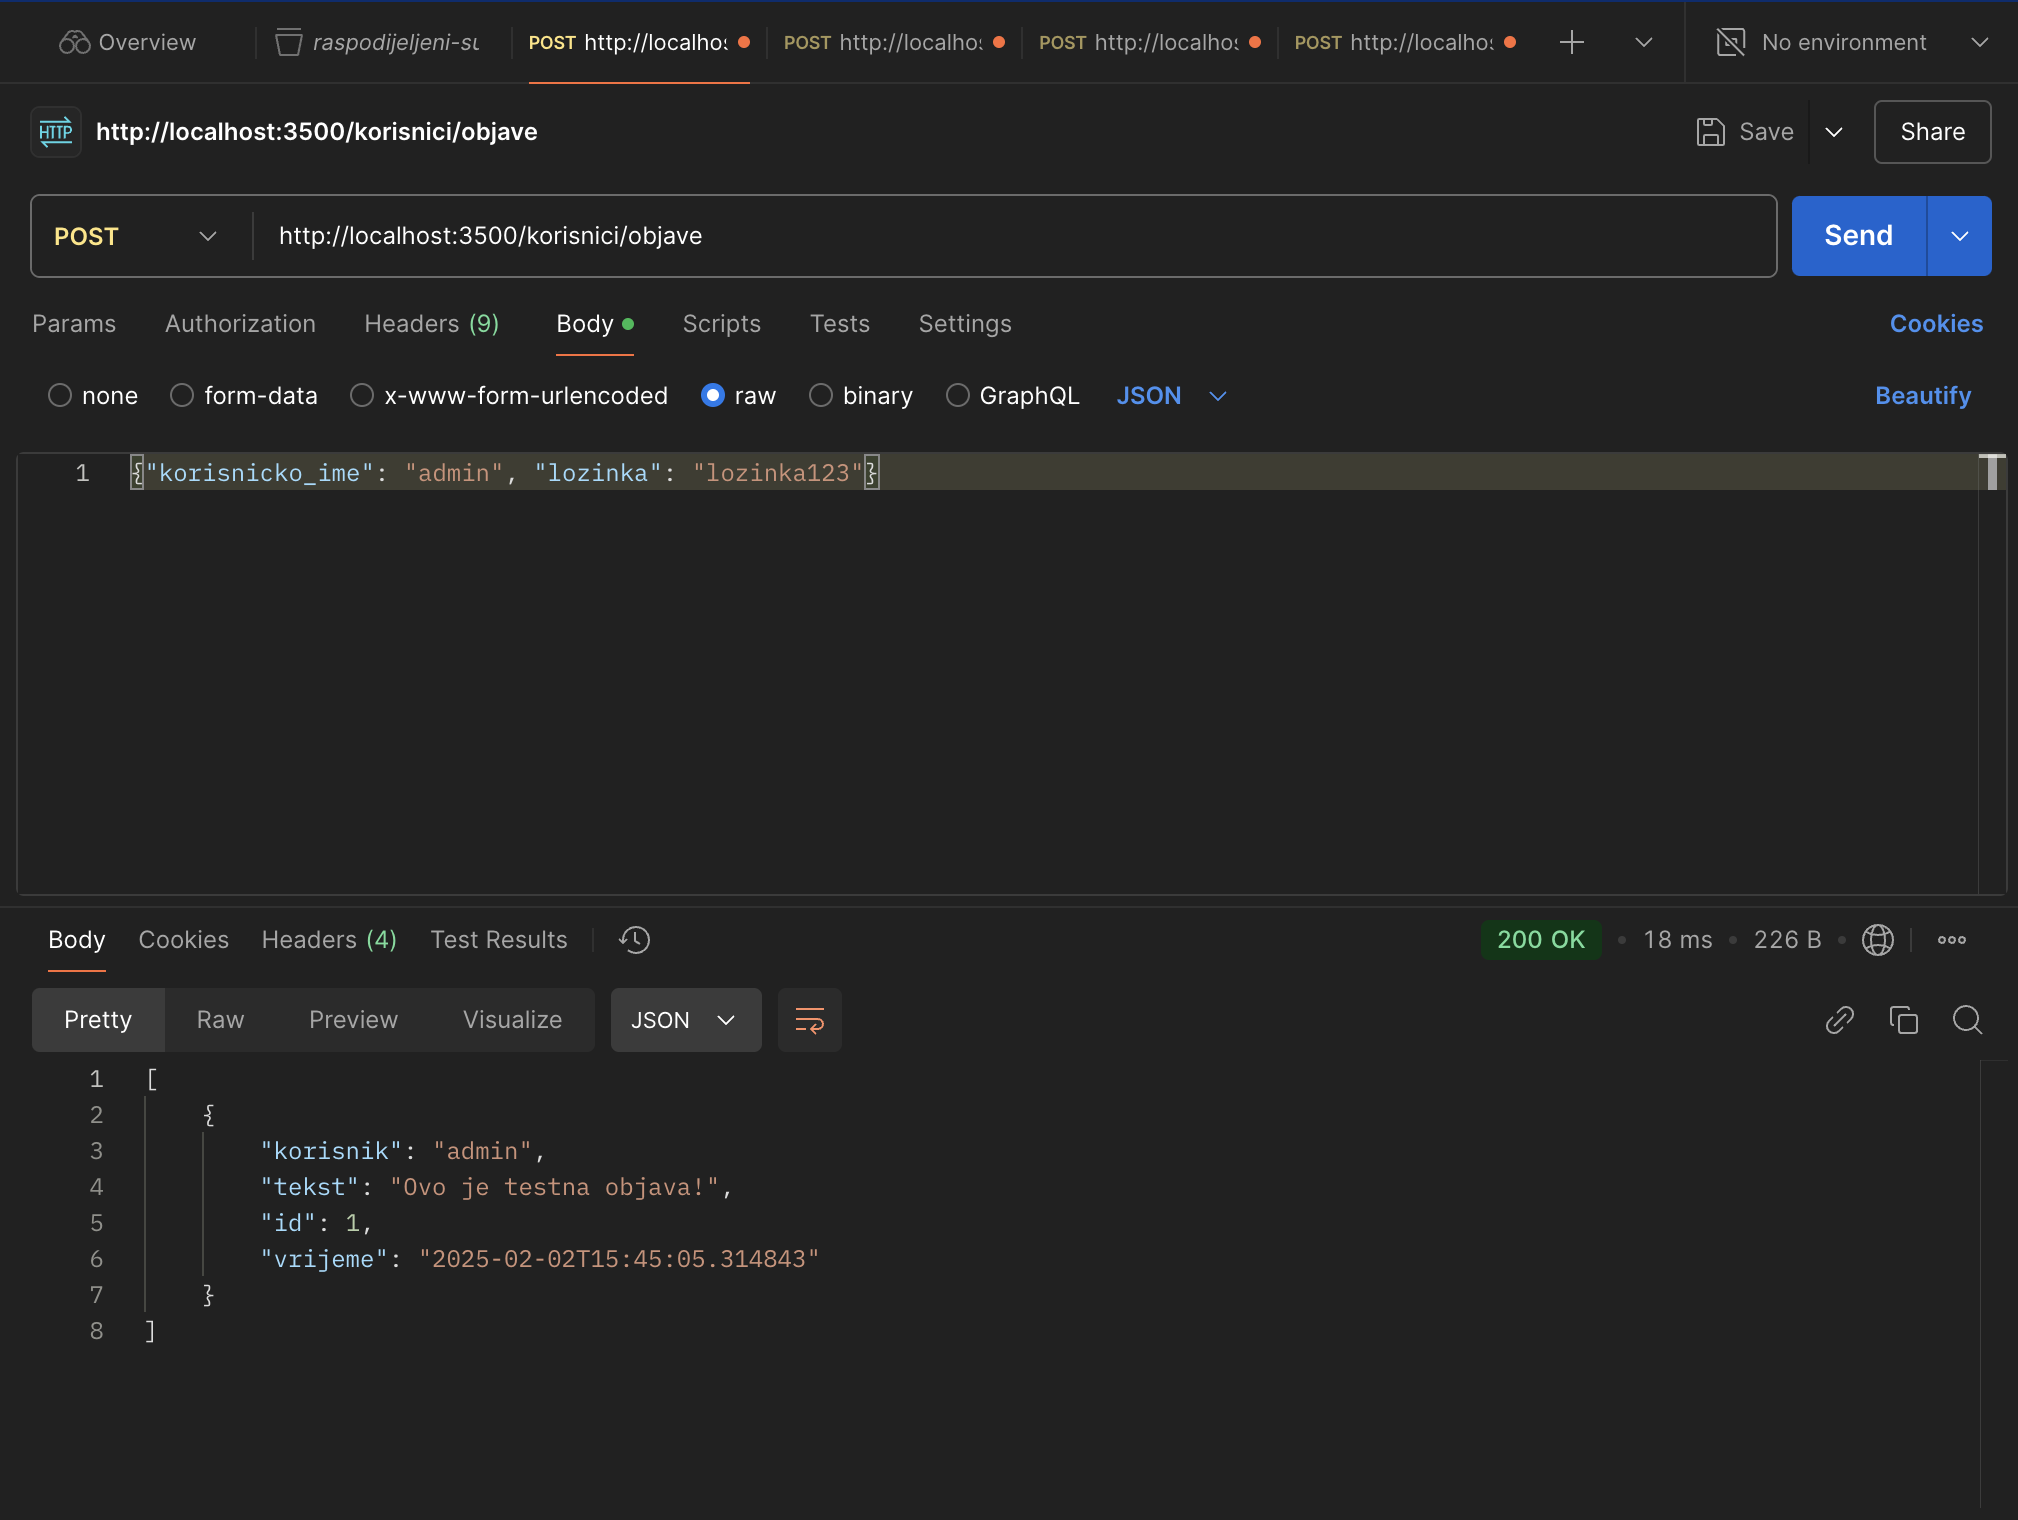 Overview
raspodijeljeni-su
POST http://localhos
POST http://localhos
POST http://localhos
POST http://localhos
No environment
HTTP
http://localhost:3500/korisnici/objave
Save
Share
POST
http://localhost:3500/korisnici/objave
Send
Params
Authorization
Headers (9)
Body
Scripts
Tests
Settings
Cookies
none
form-data
x-www-form-urlencoded
raw
binary
GraphQL
JSON
Beautify
1 {"korisnicko_ime": "admin", "lozinka": "lozinka123"}
Body
Cookies
Headers (4)
Test Results
200 OK • 18 ms • 226 B •
Pretty
Raw
Preview
Visualize
JSON
1 [
2 {
3 "korisnik": "admin",
4 "tekst": "Ovo je testna objava!",
5 "id": 1,
6 "vrijeme": "2025-02-02T15:45:05.314843"
7 }
8 ]